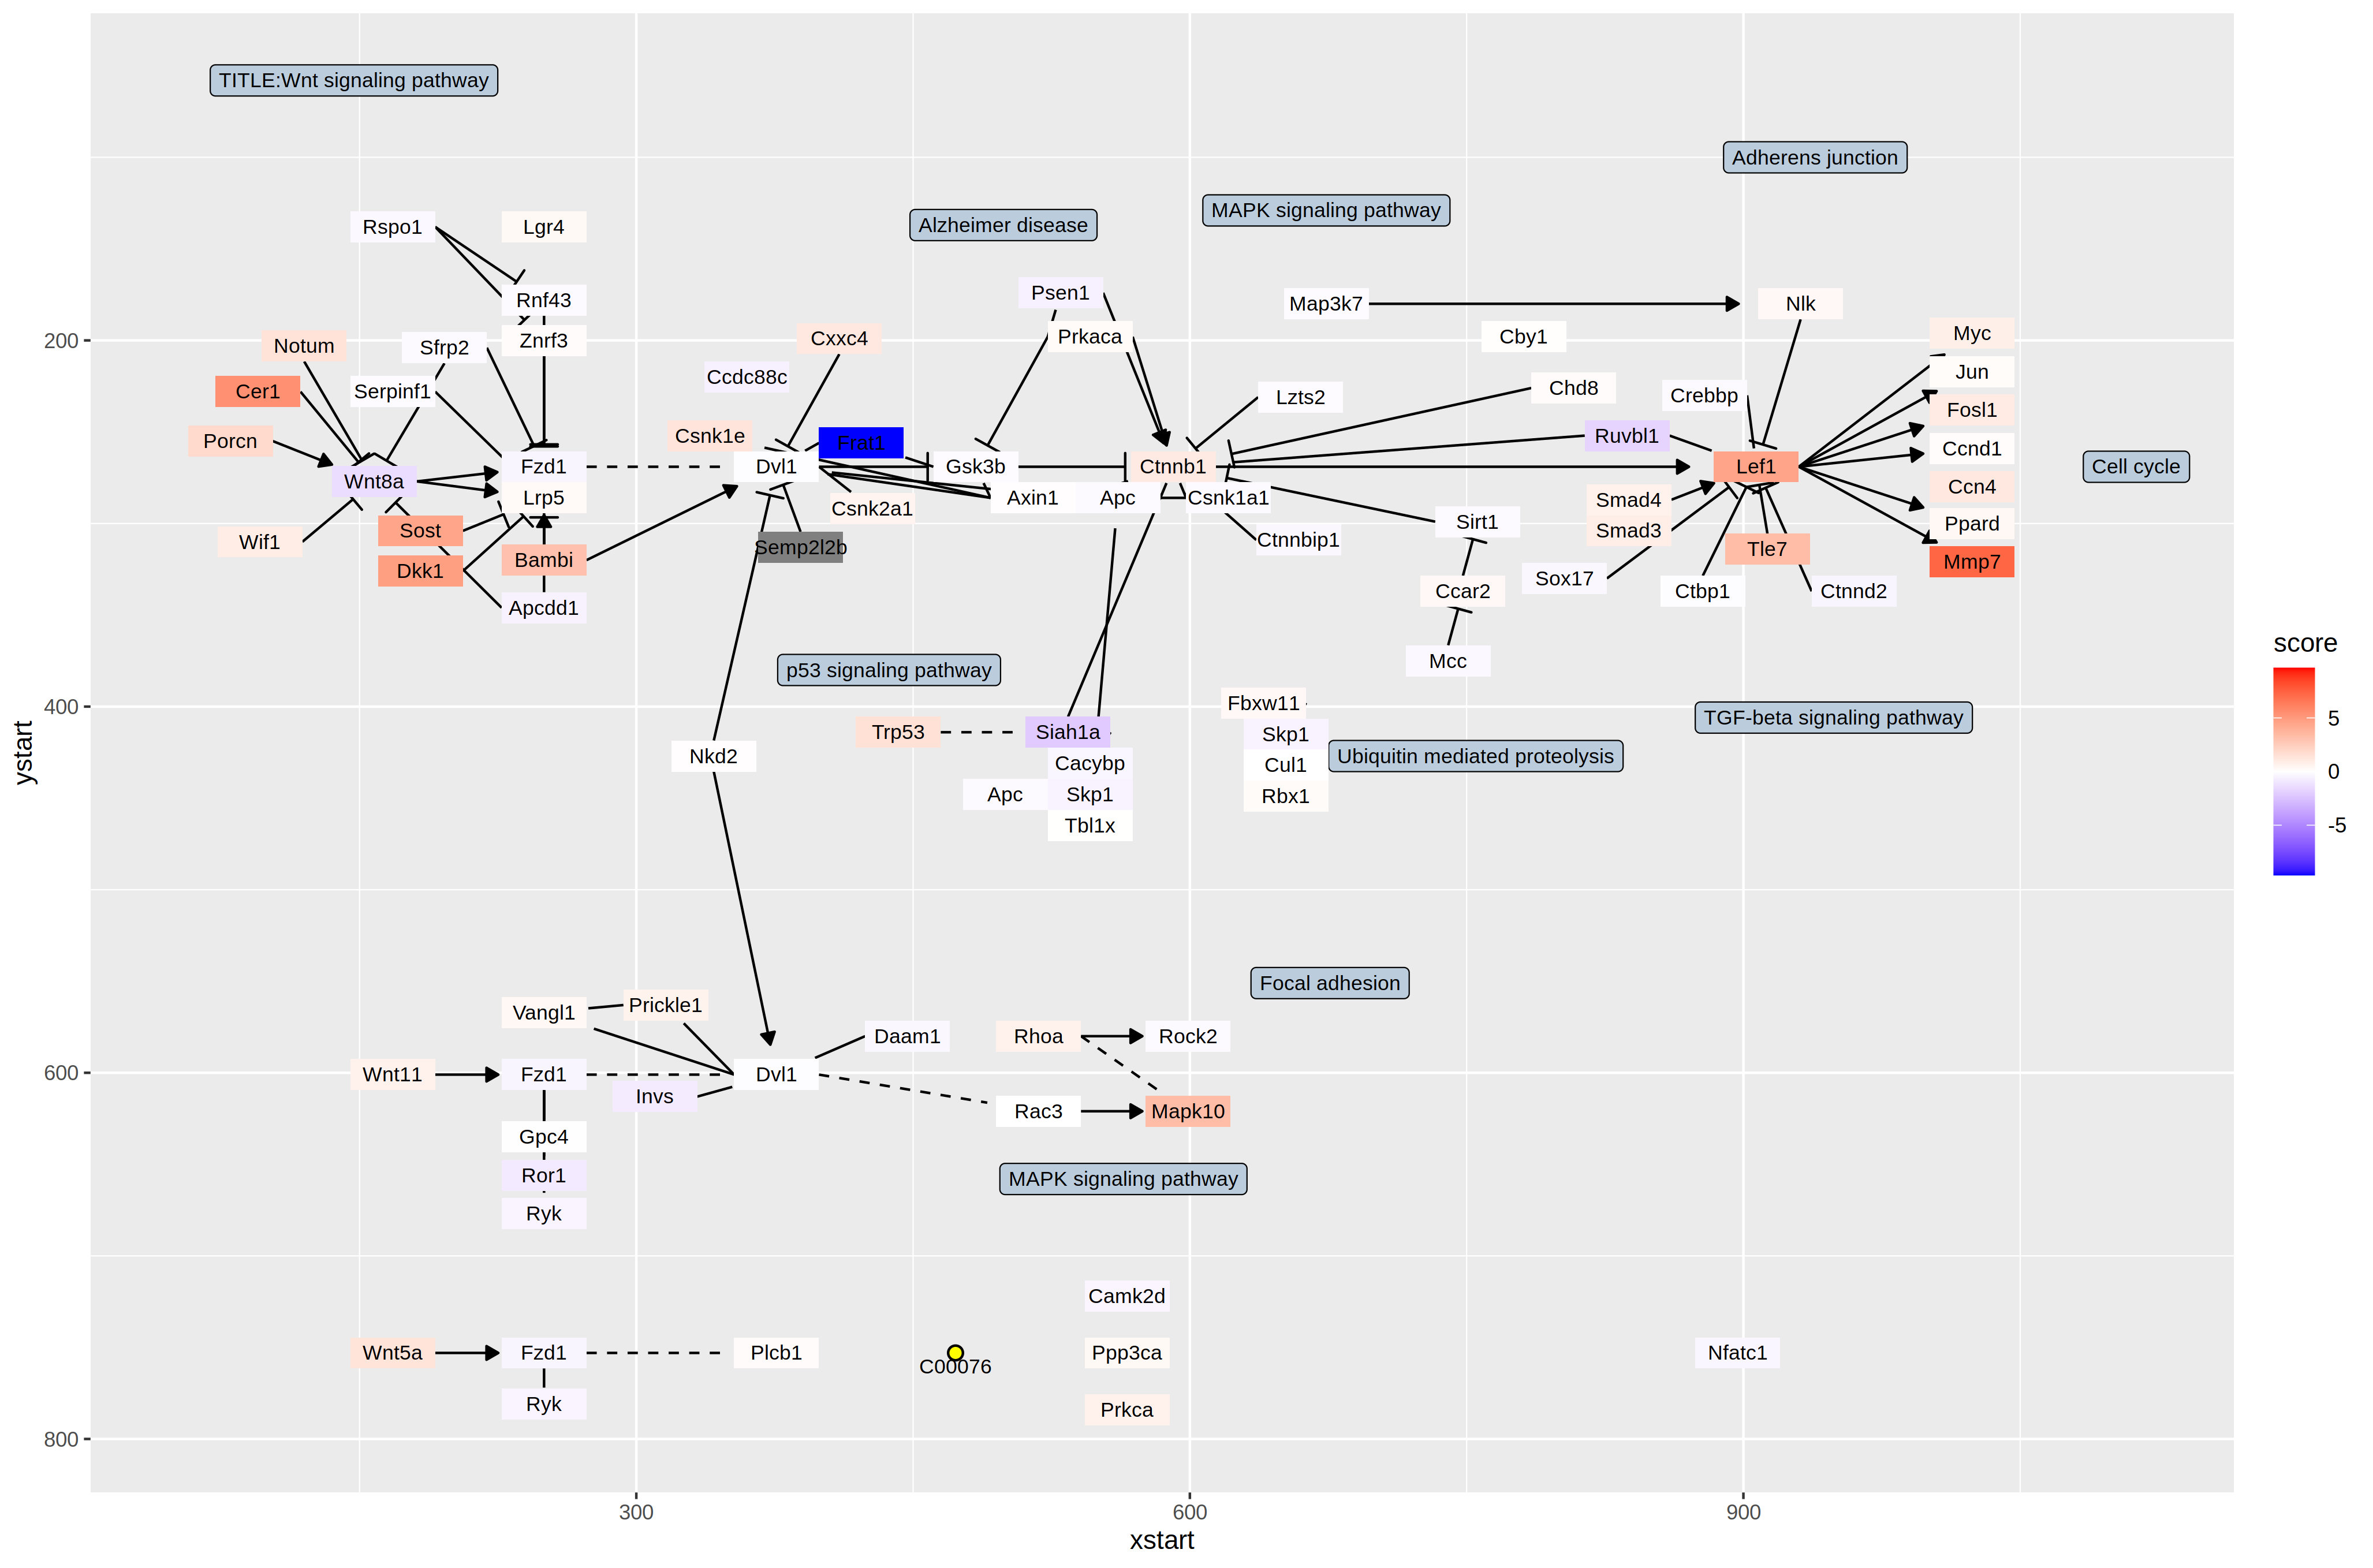 TITLE:Wnt signaling pathway
Adherens junction
MAPK signaling pathway
Alzheimer disease
Rspo1
Lgr4
Psen1
Rnf43
Map3k7
Nlk
Notum
Sfrp2
Znrf3
Cxxc4
Prkaca
Cby1
Myc
Jun
Ccdc88c
Cer1
Serpinf1
Lzts2
Chd8
Crebbp
Fosl1
Porcn
Csnk1e
Frat1
Ruvbl1
Ccnd1
Wnt8a
Fzd1
Dvl1
Gsk3b
Ctnnb1
Lef1
Cell cycle
Ccn4
Lrp5
Csnk2a1
Axin1
Apc
Csnk1a1
Smad4
Sost
Sirt1
Smad3
Ppard
Wif1
Semp2l2b
Ctnnbip1
Tle7
Dkk1
Bambi
Mmp7
Sox17
Apcdd1
Ccar2
Ctbp1
Ctnnd2
Mcc
p53 signaling pathway
Fbxw11
TGF-beta signaling pathway
Trp53
Siah1a
Skp1
Nkd2
Cacybp
Cul1
Ubiquitin mediated proteolysis
Apc
Skp1
Rbx1
Tbl1x
Focal adhesion
Vangl1
Prickle1
Daam1
Rhoa
Rock2
Wnt11
Fzd1
Dvl1
Invs
Rac3
Mapk10
Gpc4
Ror1
MAPK signaling pathway
Ryk
Camk2d
Wnt5a
Fzd1
Plcb1
C00076
Ppp3ca
Nfatc1
Ryk
Prkca
200
400
600
800
ystart
300
600
900
xstart
score
5
0
-5